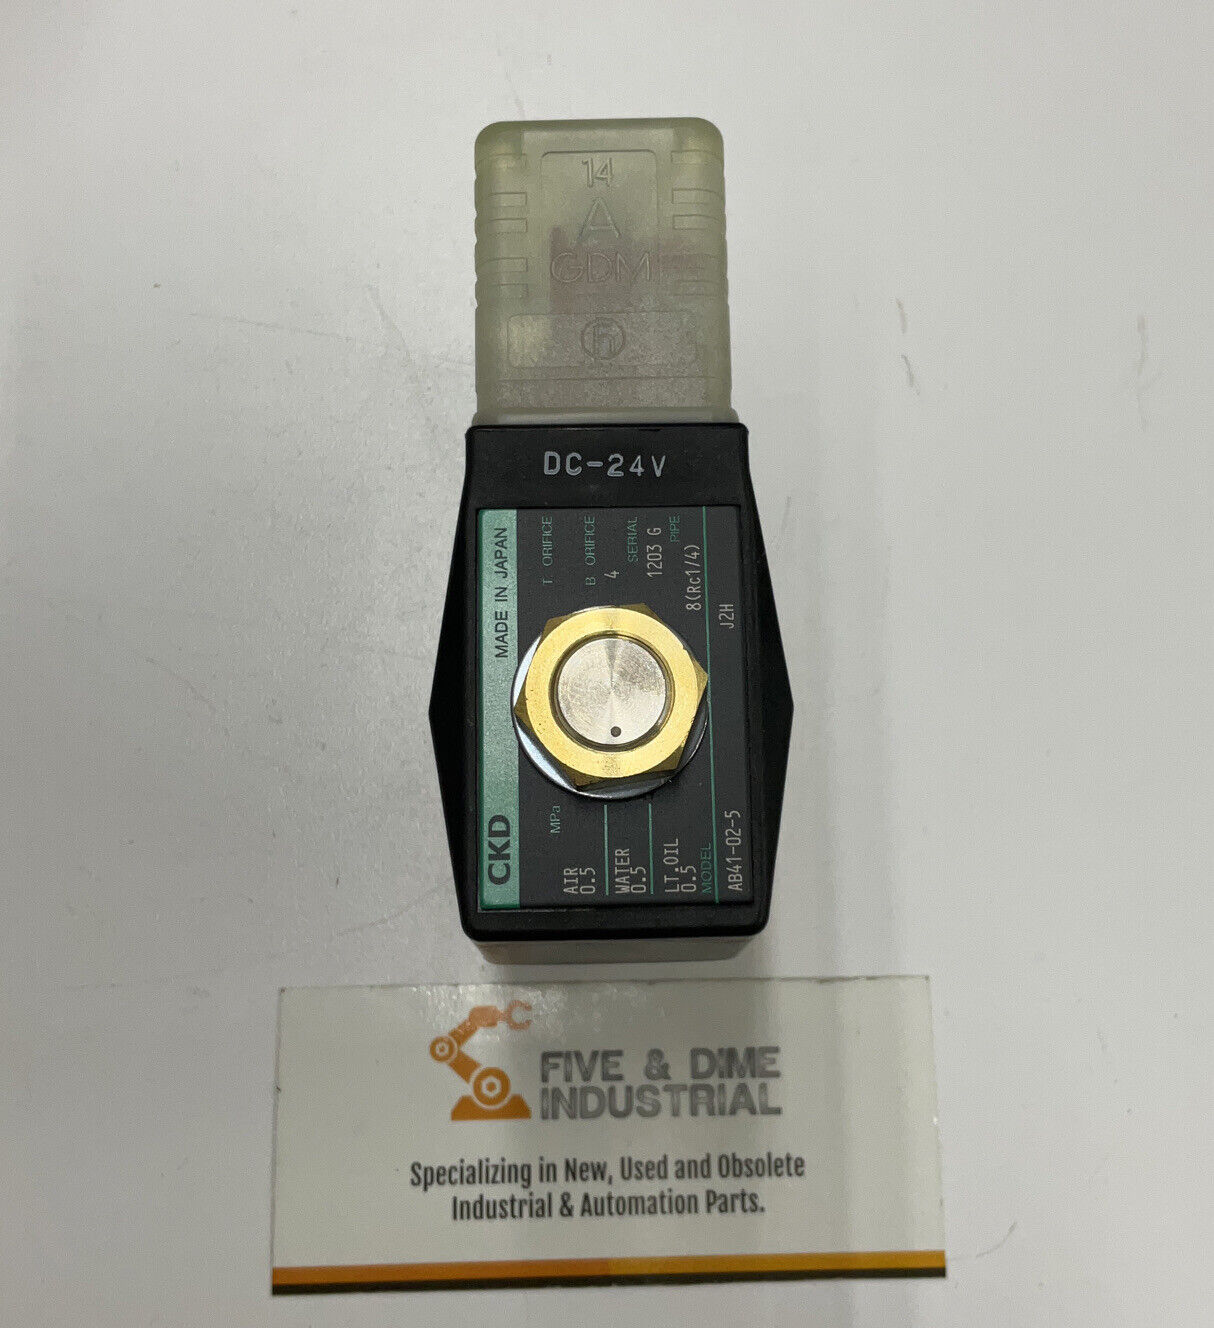 14
A
GDM
h
DC-24V
CKD MADE IN JAPAN
MPa T ORIFICE
AIR
0.5
B ORIFICE
4
WATER
0.5
SERIAL
1203 G
LT.OIL
0.5
PIPE
8(Rc1/4)
MODEL
AB41-02-5 J2H
FIVE & DIME
INDUSTRIAL
Specializing in New, Used and Obsolete
Industrial & Automation Parts.